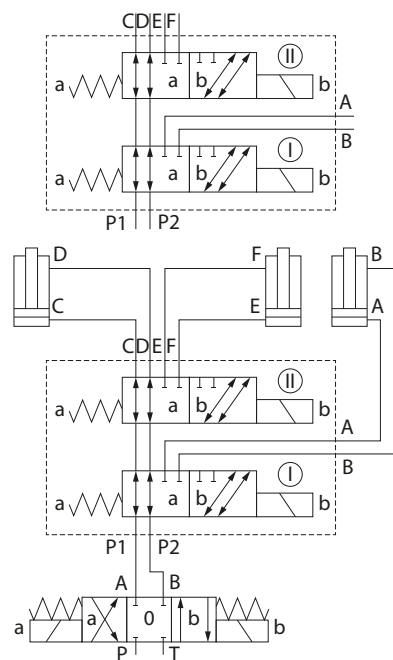 CDEF
II
a a b b
A
B
I
a a b b
P1 P2
D F B
C E A
CDEF
II
a a b b
A
B
I
a a b b
P1 P2
A B
a a 0 b b
P T